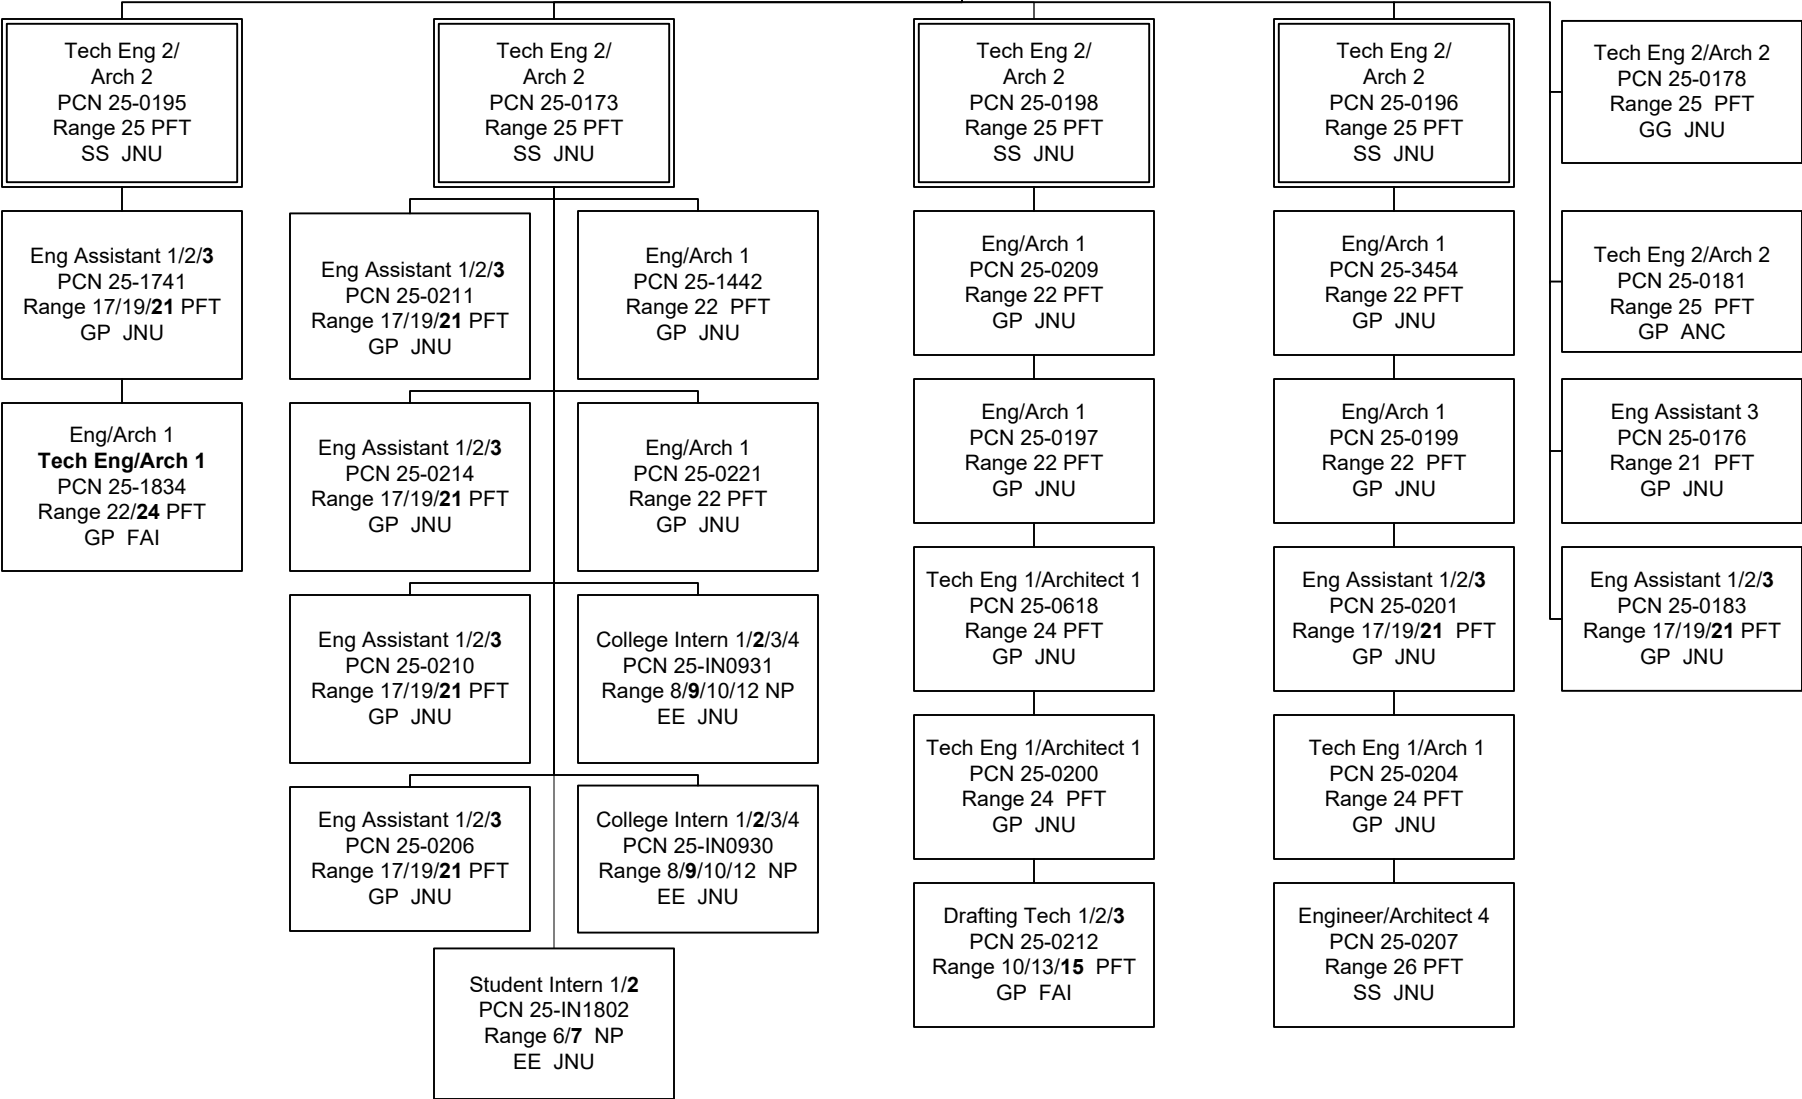 Tech Eng 2/
Arch 2
PCN 25-0195
Range 25 PFT
SS JNU
Eng Assistant 1/2/3
PCN 25-1741
Range 17/19/21 PFT
GP JNU
Eng/Arch 1
Tech Eng/Arch 1
PCN 25-1834
Range 22/24 PFT
GP FAI
Tech Eng 2/
Arch 2
PCN 25-0173
Range 25 PFT
SS JNU
Eng Assistant 1/2/3
PCN 25-0211
Range 17/19/21 PFT
GP JNU
Eng/Arch 1
PCN 25-1442
Range 22 PFT
GP JNU
Eng Assistant 1/2/3
PCN 25-0214
Range 17/19/21 PFT
GP JNU
Eng/Arch 1
PCN 25-0221
Range 22 PFT
GP JNU
Eng Assistant 1/2/3
PCN 25-0210
Range 17/19/21 PFT
GP JNU
College Intern 1/2/3/4
PCN 25-IN0931
Range 8/9/10/12 NP
EE JNU
Eng Assistant 1/2/3
PCN 25-0206
Range 17/19/21 PFT
GP JNU
College Intern 1/2/3/4
PCN 25-IN0930
Range 8/9/10/12 NP
EE JNU
Student Intern 1/2
PCN 25-IN1802
Range 6/7 NP
EE JNU
Tech Eng 2/
Arch 2
PCN 25-0198
Range 25 PFT
SS JNU
Eng/Arch 1
PCN 25-0209
Range 22 PFT
GP JNU
Eng/Arch 1
PCN 25-0197
Range 22 PFT
GP JNU
Tech Eng 1/Architect 1
PCN 25-0618
Range 24 PFT
GP JNU
Tech Eng 1/Architect 1
PCN 25-0200
Range 24 PFT
GP JNU
Drafting Tech 1/2/3
PCN 25-0212
Range 10/13/15 PFT
GP FAI
Tech Eng 2/
Arch 2
PCN 25-0196
Range 25 PFT
SS JNU
Eng/Arch 1
PCN 25-3454
Range 22 PFT
GP JNU
Eng/Arch 1
PCN 25-0199
Range 22 PFT
GP JNU
Eng Assistant 1/2/3
PCN 25-0201
Range 17/19/21 PFT
GP JNU
Tech Eng 1/Arch 1
PCN 25-0204
Range 24 PFT
GP JNU
Engineer/Architect 4
PCN 25-0207
Range 26 PFT
SS JNU
Tech Eng 2/Arch 2
PCN 25-0178
Range 25 PFT
GG JNU
Tech Eng 2/Arch 2
PCN 25-0181
Range 25 PFT
GP ANC
Eng Assistant 3
PCN 25-0176
Range 21 PFT
GP JNU
Eng Assistant 1/2/3
PCN 25-0183
Range 17/19/21 PFT
GP JNU